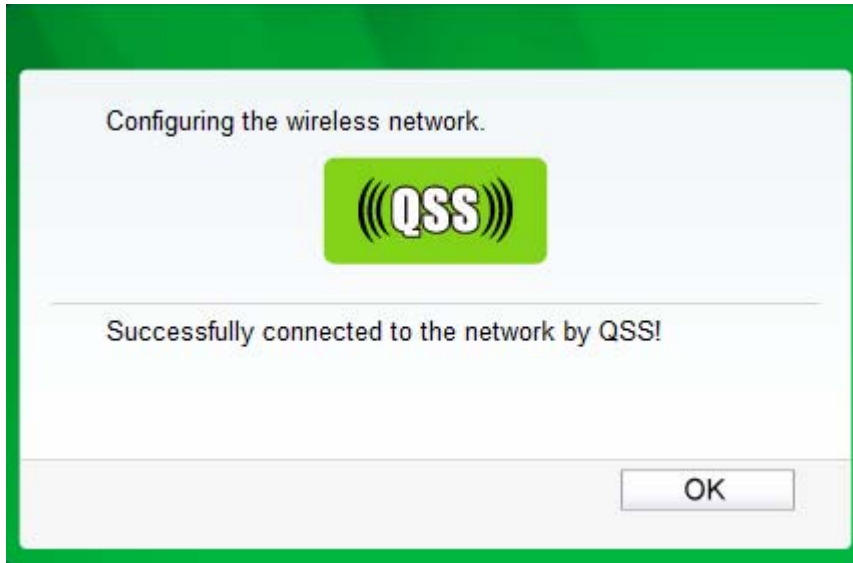 Configuring the wireless network.
(((QSS)))
Successfully connected to the network by QSS!
OK